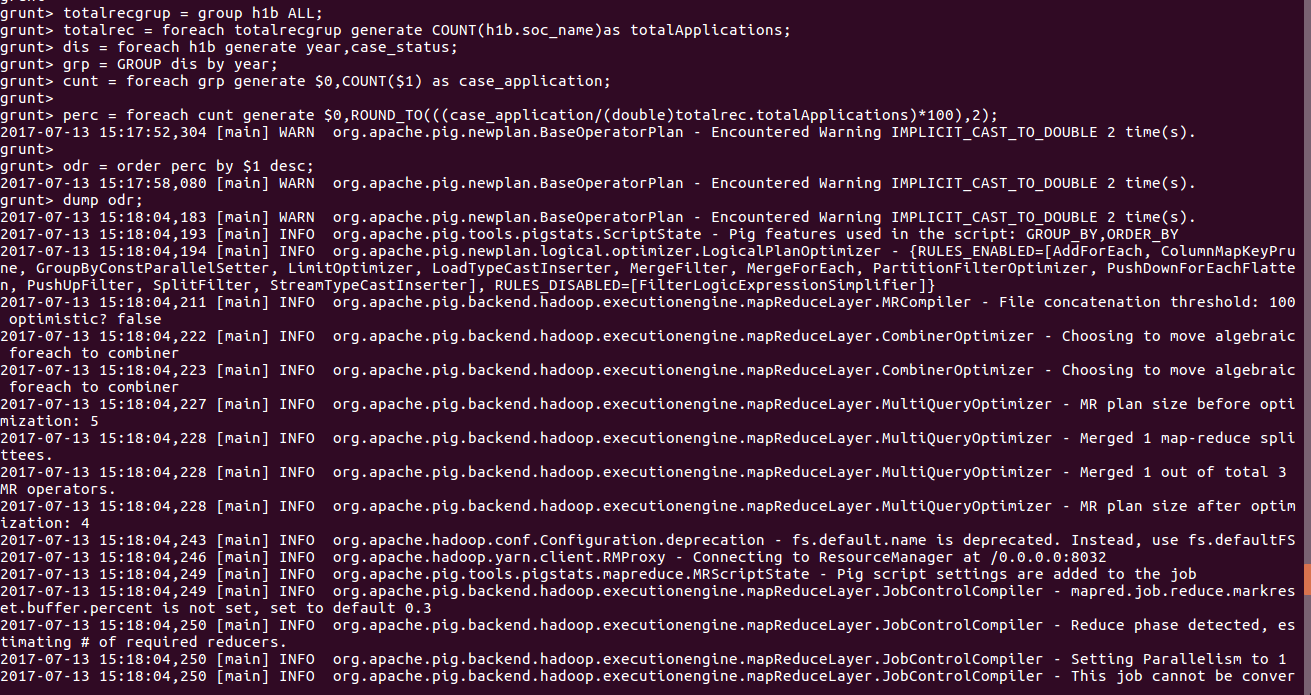 grunt>
grunt> totalrecgrup = group h1b ALL;
grunt> totalrec = foreach totalrecgrup generate COUNT(h1b.soc_name)as totalApplications;
grunt> dis = foreach h1b generate year,case_status;
grunt> grp = GROUP dis by year;
grunt> cunt = foreach grp generate $0,COUNT($1) as case_application;
grunt>
grunt> perc = foreach cunt generate $0,ROUND_TO(((case_application/(double)totalrec.totalApplications)*100),2);
2017-07-13 15:17:52,304 [main] WARN  org.apache.pig.newplan.BaseOperatorPlan - Encountered Warning IMPLICIT_CAST_TO_DOUBLE 2 time(s).
grunt>
grunt> odr = order perc by $1 desc;
2017-07-13 15:17:58,080 [main] WARN  org.apache.pig.newplan.BaseOperatorPlan - Encountered Warning IMPLICIT_CAST_TO_DOUBLE 2 time(s).
grunt> dump odr;
2017-07-13 15:18:04,183 [main] WARN  org.apache.pig.newplan.BaseOperatorPlan - Encountered Warning IMPLICIT_CAST_TO_DOUBLE 2 time(s).
2017-07-13 15:18:04,193 [main] INFO  org.apache.pig.tools.pigstats.ScriptState - Pig features used in the script: GROUP_BY,ORDER_BY
2017-07-13 15:18:04,194 [main] INFO  org.apache.pig.newplan.logical.optimizer.LogicalPlanOptimizer - {RULES_ENABLED=[AddForEach, ColumnMapKeyPru
ne, GroupByConstParallelSetter, LimitOptimizer, LoadTypeCastInserter, MergeFilter, MergeForEach, PartitionFilterOptimizer, PushDownForEachFlatte
n, PushUpFilter, SplitFilter, StreamTypeCastInserter], RULES_DISABLED=[FilterLogicExpressionSimplifier]}
2017-07-13 15:18:04,211 [main] INFO  org.apache.pig.backend.hadoop.executionengine.mapReduceLayer.MRCompiler - File concatenation threshold: 100
 optimistic? false
2017-07-13 15:18:04,222 [main] INFO  org.apache.pig.backend.hadoop.executionengine.mapReduceLayer.CombinerOptimizer - Choosing to move algebraic
 foreach to combiner
2017-07-13 15:18:04,223 [main] INFO  org.apache.pig.backend.hadoop.executionengine.mapReduceLayer.CombinerOptimizer - Choosing to move algebraic
 foreach to combiner
2017-07-13 15:18:04,227 [main] INFO  org.apache.pig.backend.hadoop.executionengine.mapReduceLayer.MultiQueryOptimizer - MR plan size before opti
mization: 5
2017-07-13 15:18:04,228 [main] INFO  org.apache.pig.backend.hadoop.executionengine.mapReduceLayer.MultiQueryOptimizer - Merged 1 map-reduce spli
ttees.
2017-07-13 15:18:04,228 [main] INFO  org.apache.pig.backend.hadoop.executionengine.mapReduceLayer.MultiQueryOptimizer - Merged 1 out of total 3
MR operators.
2017-07-13 15:18:04,228 [main] INFO  org.apache.pig.backend.hadoop.executionengine.mapReduceLayer.MultiQueryOptimizer - MR plan size after optim
ization: 4
2017-07-13 15:18:04,243 [main] INFO  org.apache.hadoop.conf.Configuration.deprecation - fs.default.name is deprecated. Instead, use fs.defaultFS
2017-07-13 15:18:04,246 [main] INFO  org.apache.hadoop.yarn.client.RMProxy - Connecting to ResourceManager at /0.0.0.0:8032
2017-07-13 15:18:04,249 [main] INFO  org.apache.pig.tools.pigstats.mapreduce.MRScriptState - Pig script settings are added to the job
2017-07-13 15:18:04,249 [main] INFO  org.apache.pig.backend.hadoop.executionengine.mapReduceLayer.JobControlCompiler - mapred.job.reduce.markres
et.buffer.percent is not set, set to default 0.3
2017-07-13 15:18:04,250 [main] INFO  org.apache.pig.backend.hadoop.executionengine.mapReduceLayer.JobControlCompiler - Reduce phase detected, es
timating # of required reducers.
2017-07-13 15:18:04,250 [main] INFO  org.apache.pig.backend.hadoop.executionengine.mapReduceLayer.JobControlCompiler - Setting Parallelism to 1
2017-07-13 15:18:04,250 [main] INFO  org.apache.pig.backend.hadoop.executionengine.mapReduceLayer.JobControlCompiler - This job cannot be conver